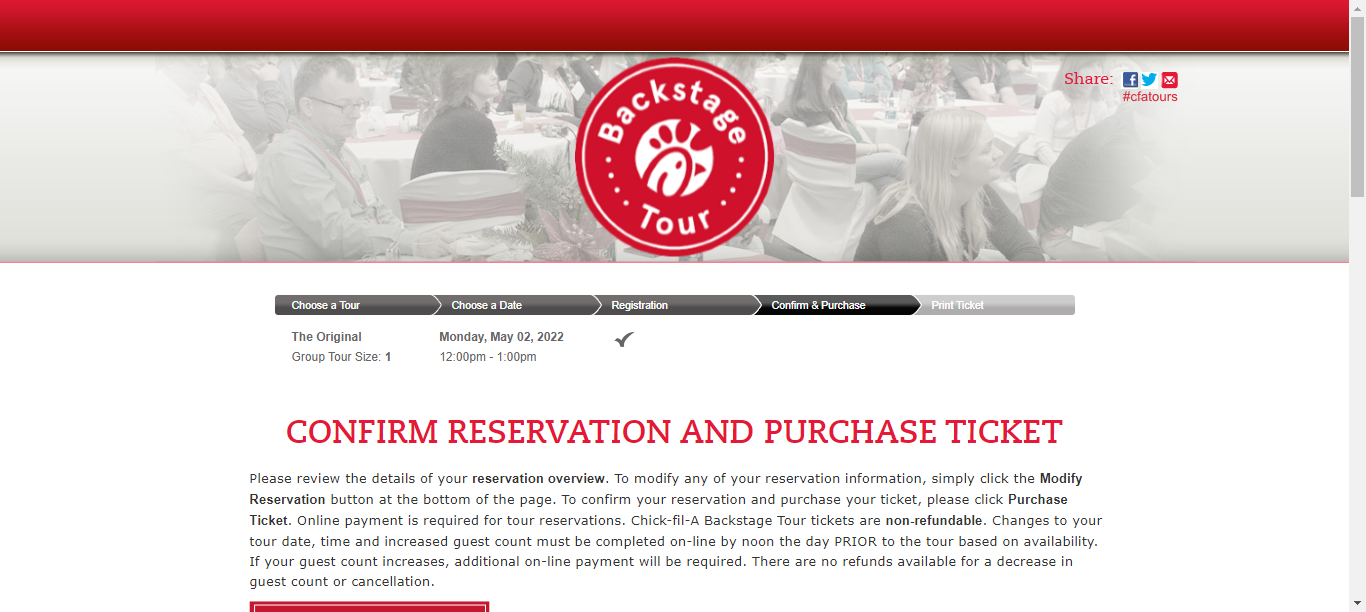 Backstage
Tour
Share:
#cfatours
Choose a Tour
Choose a Date
Registration
Confirm & Purchase
Print Ticket
The Original
Monday, May 02, 2022
Group Tour Size: 1
12:00pm - 1:00pm
CONFIRM RESERVATION AND PURCHASE TICKET
Please review the details of your reservation overview. To modify any of your reservation information, simply click the Modify
Reservation button at the bottom of the page. To confirm your reservation and purchase your ticket, please click Purchase
Ticket. Online payment is required for tour reservations. Chick-fil-A Backstage Tour tickets are non-refundable. Changes to your
tour date, time and increased guest count must be completed on-line by noon the day PRIOR to the tour based on availability.
If your guest count increases, additional on-line payment will be required. There are no refunds available for a decrease in
guest count or cancellation.